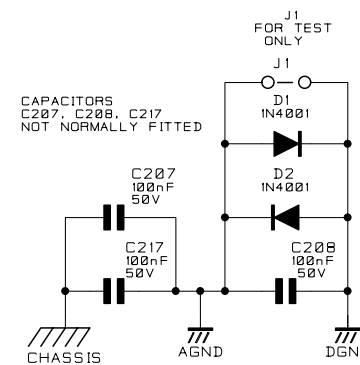 J1
FOR TEST
ONLY
J1
CAPACITORS
C207, C208, C217
NOT NORMALLY FITTED
D1
1N4001
D2
1N4001
C207
100nF
50V
C217
100nF
50V
C208
100nF
50V
CHASSIS
AGND
DGN